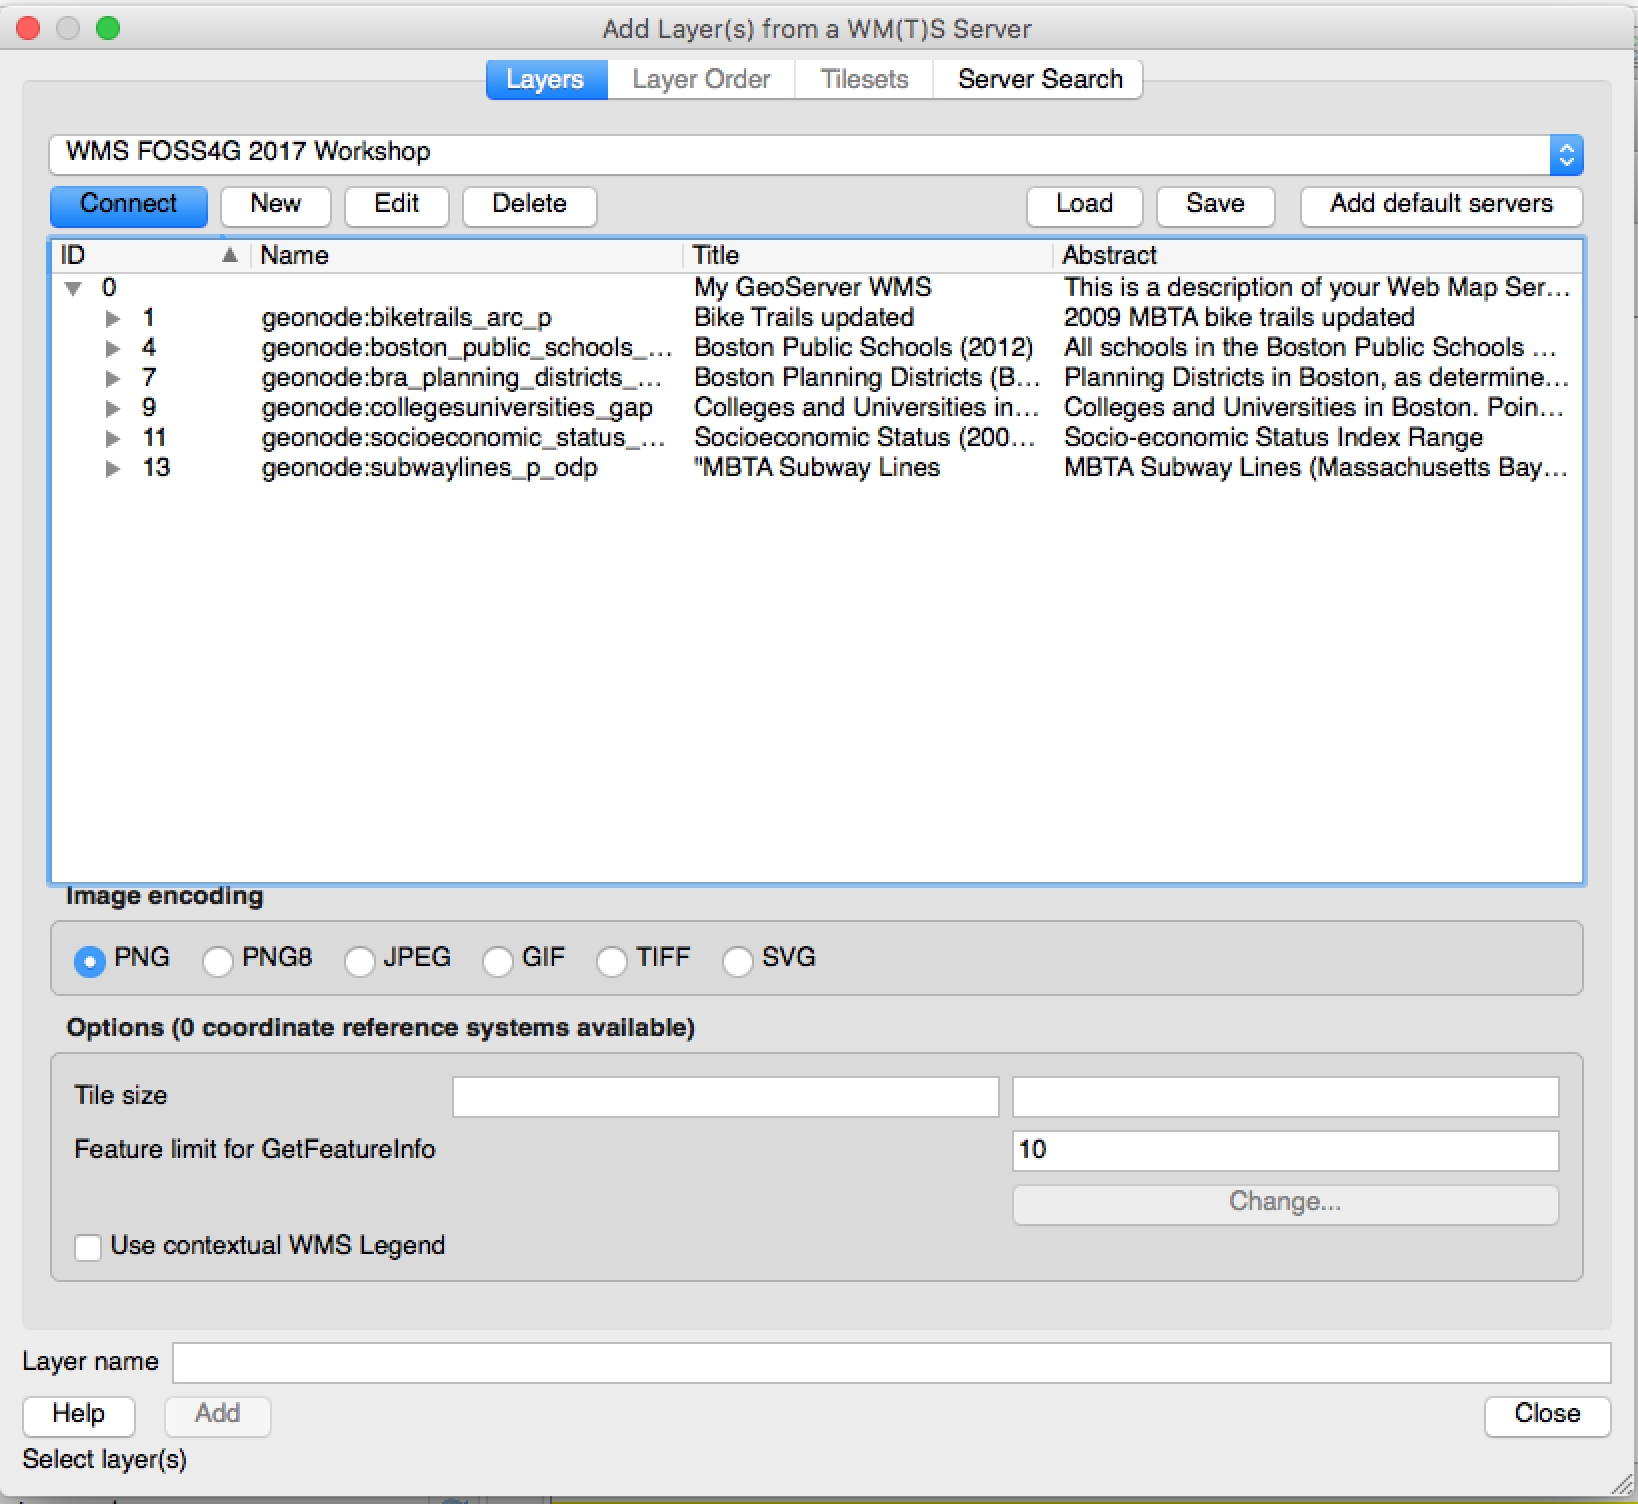 Add Layer(s) from a WM(T)S Server
Layers Layer Order Tilesets Server Search
WMS FOSS4G 2017 Workshop
Connect New Edit Delete Load Save Add default servers
ID Name Title Abstract
0 My GeoServer WMS This is a description of your Web Map Ser...
1 geonode:biketrails_arc_p Bike Trails updated 2009 MBTA bike trails updated
4 geonode:boston_public_schools_... Boston Public Schools (2012) All schools in the Boston Public Schools ...
7 geonode:bra_planning_districts_... Boston Planning Districts (B... Planning Districts in Boston, as determine...
9 geonode:collegesuniversities_gap Colleges and Universities in... Colleges and Universities in Boston. Poin...
11 geonode:socioeconomic_status_... Socioeconomic Status (200... Socio-economic Status Index Range
13 geonode:subwaylines_p_odp "MBTA Subway Lines MBTA Subway Lines (Massachusetts Bay...
Image encoding
PNG PNG8 JPEG GIF TIFF SVG
Options (0 coordinate reference systems available)
Tile size
Feature limit for GetFeatureInfo 10
Change...
Use contextual WMS Legend
Layer name
Help Add Close
Select layer(s)